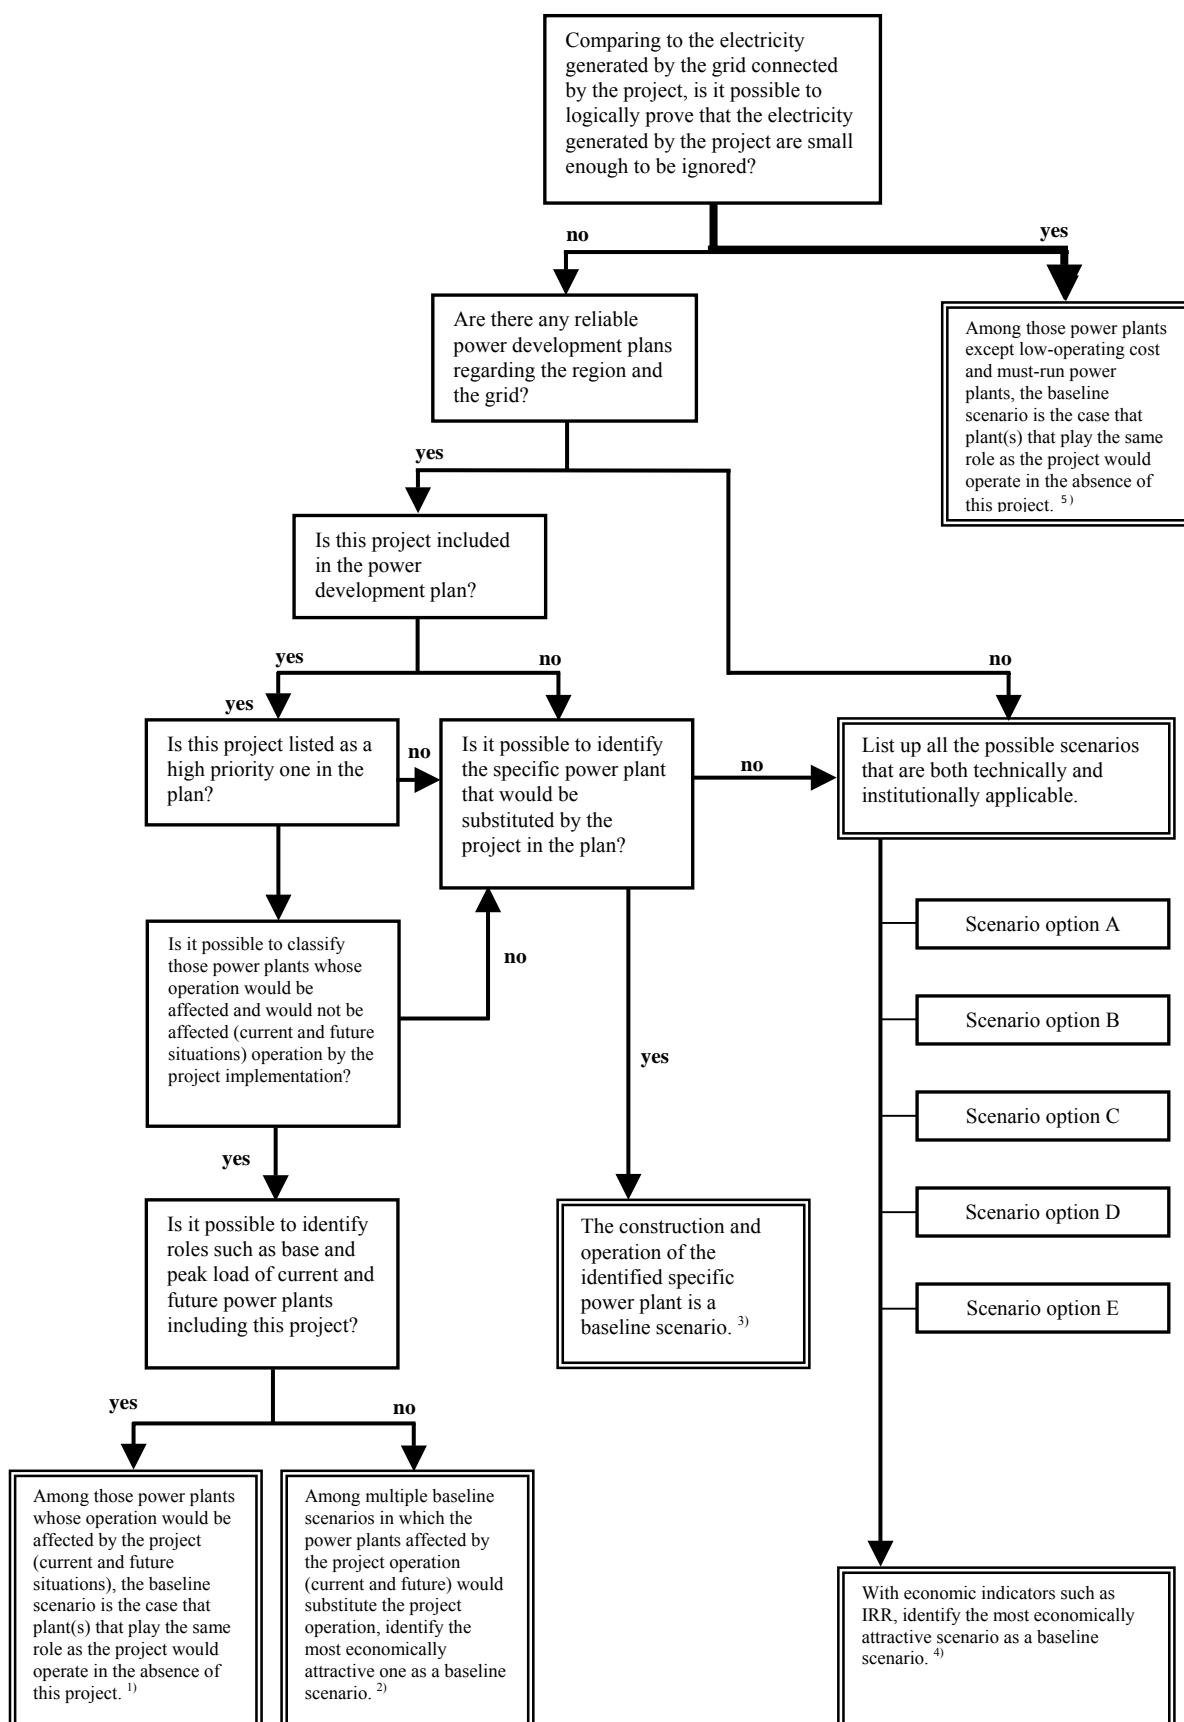 Comparing to the electricity
generated by the grid connected
by the project, is it possible to
logically prove that the electricity
generated by the project are small
enough to be ignored?
no
yes
Are there any reliable
power development plans
regarding the region and
the grid?
Among those power plants
except low-operating cost
and must-run power
plants, the baseline
scenario is the case that
plant(s) that play the same
role as the project would
operate in the absence of
this project. 5)
yes
Is this project included
in the power
development plan?
yes
no
no
yes
Is this project listed as a
high priority one in the
plan?
no
Is it possible to identify
the specific power plant
that would be
substituted by the
project in the plan?
no
List up all the possible scenarios
that are both technically and
institutionally applicable.
Is it possible to classify
those power plants whose
operation would be
affected and would not be
affected (current and future
situations) operation by the
project implementation?
no
Scenario option A
Scenario option B
yes
Scenario option C
yes
Scenario option D
Is it possible to identify
roles such as base and
peak load of current and
future power plants
including this project?
The construction and
operation of the
identified specific
power plant is a
baseline scenario. 3)
Scenario option E
yes
no
Among those power plants
whose operation would be
affected by the project
(current and future
situations), the baseline
scenario is the case that
plant(s) that play the same
role as the project would
operate in the absence of
this project. 1)
Among multiple baseline
scenarios in which the
power plants affected by
the project operation
(current and future) would
substitute the project
operation, identify the
most economically
attractive one as a baseline
scenario. 2)
With economic indicators such as
IRR, identify the most economically
attractive scenario as a baseline
scenario. 4)